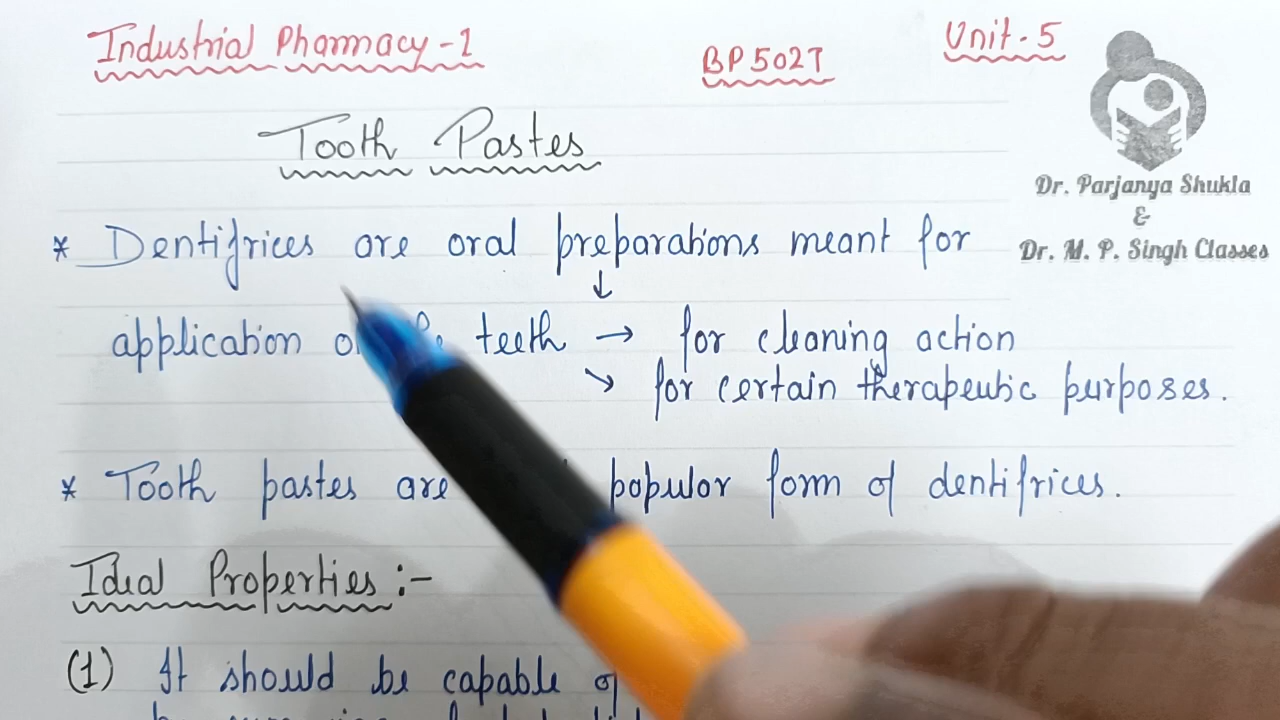 Industrial Pharmacy-1 BP502T Unit-5
Tooth Pastes
Dr. Parjanya Shukla
&
Dr. M. P. Singh Classes
* Dentifrices are oral preparations meant for
application teeth → for cleaning action
↓
↘ for certain therapeutic purposes.
* Tooth pastes are popular form of dentifrices.
Ideal Properties :-
(1) It should be capable of